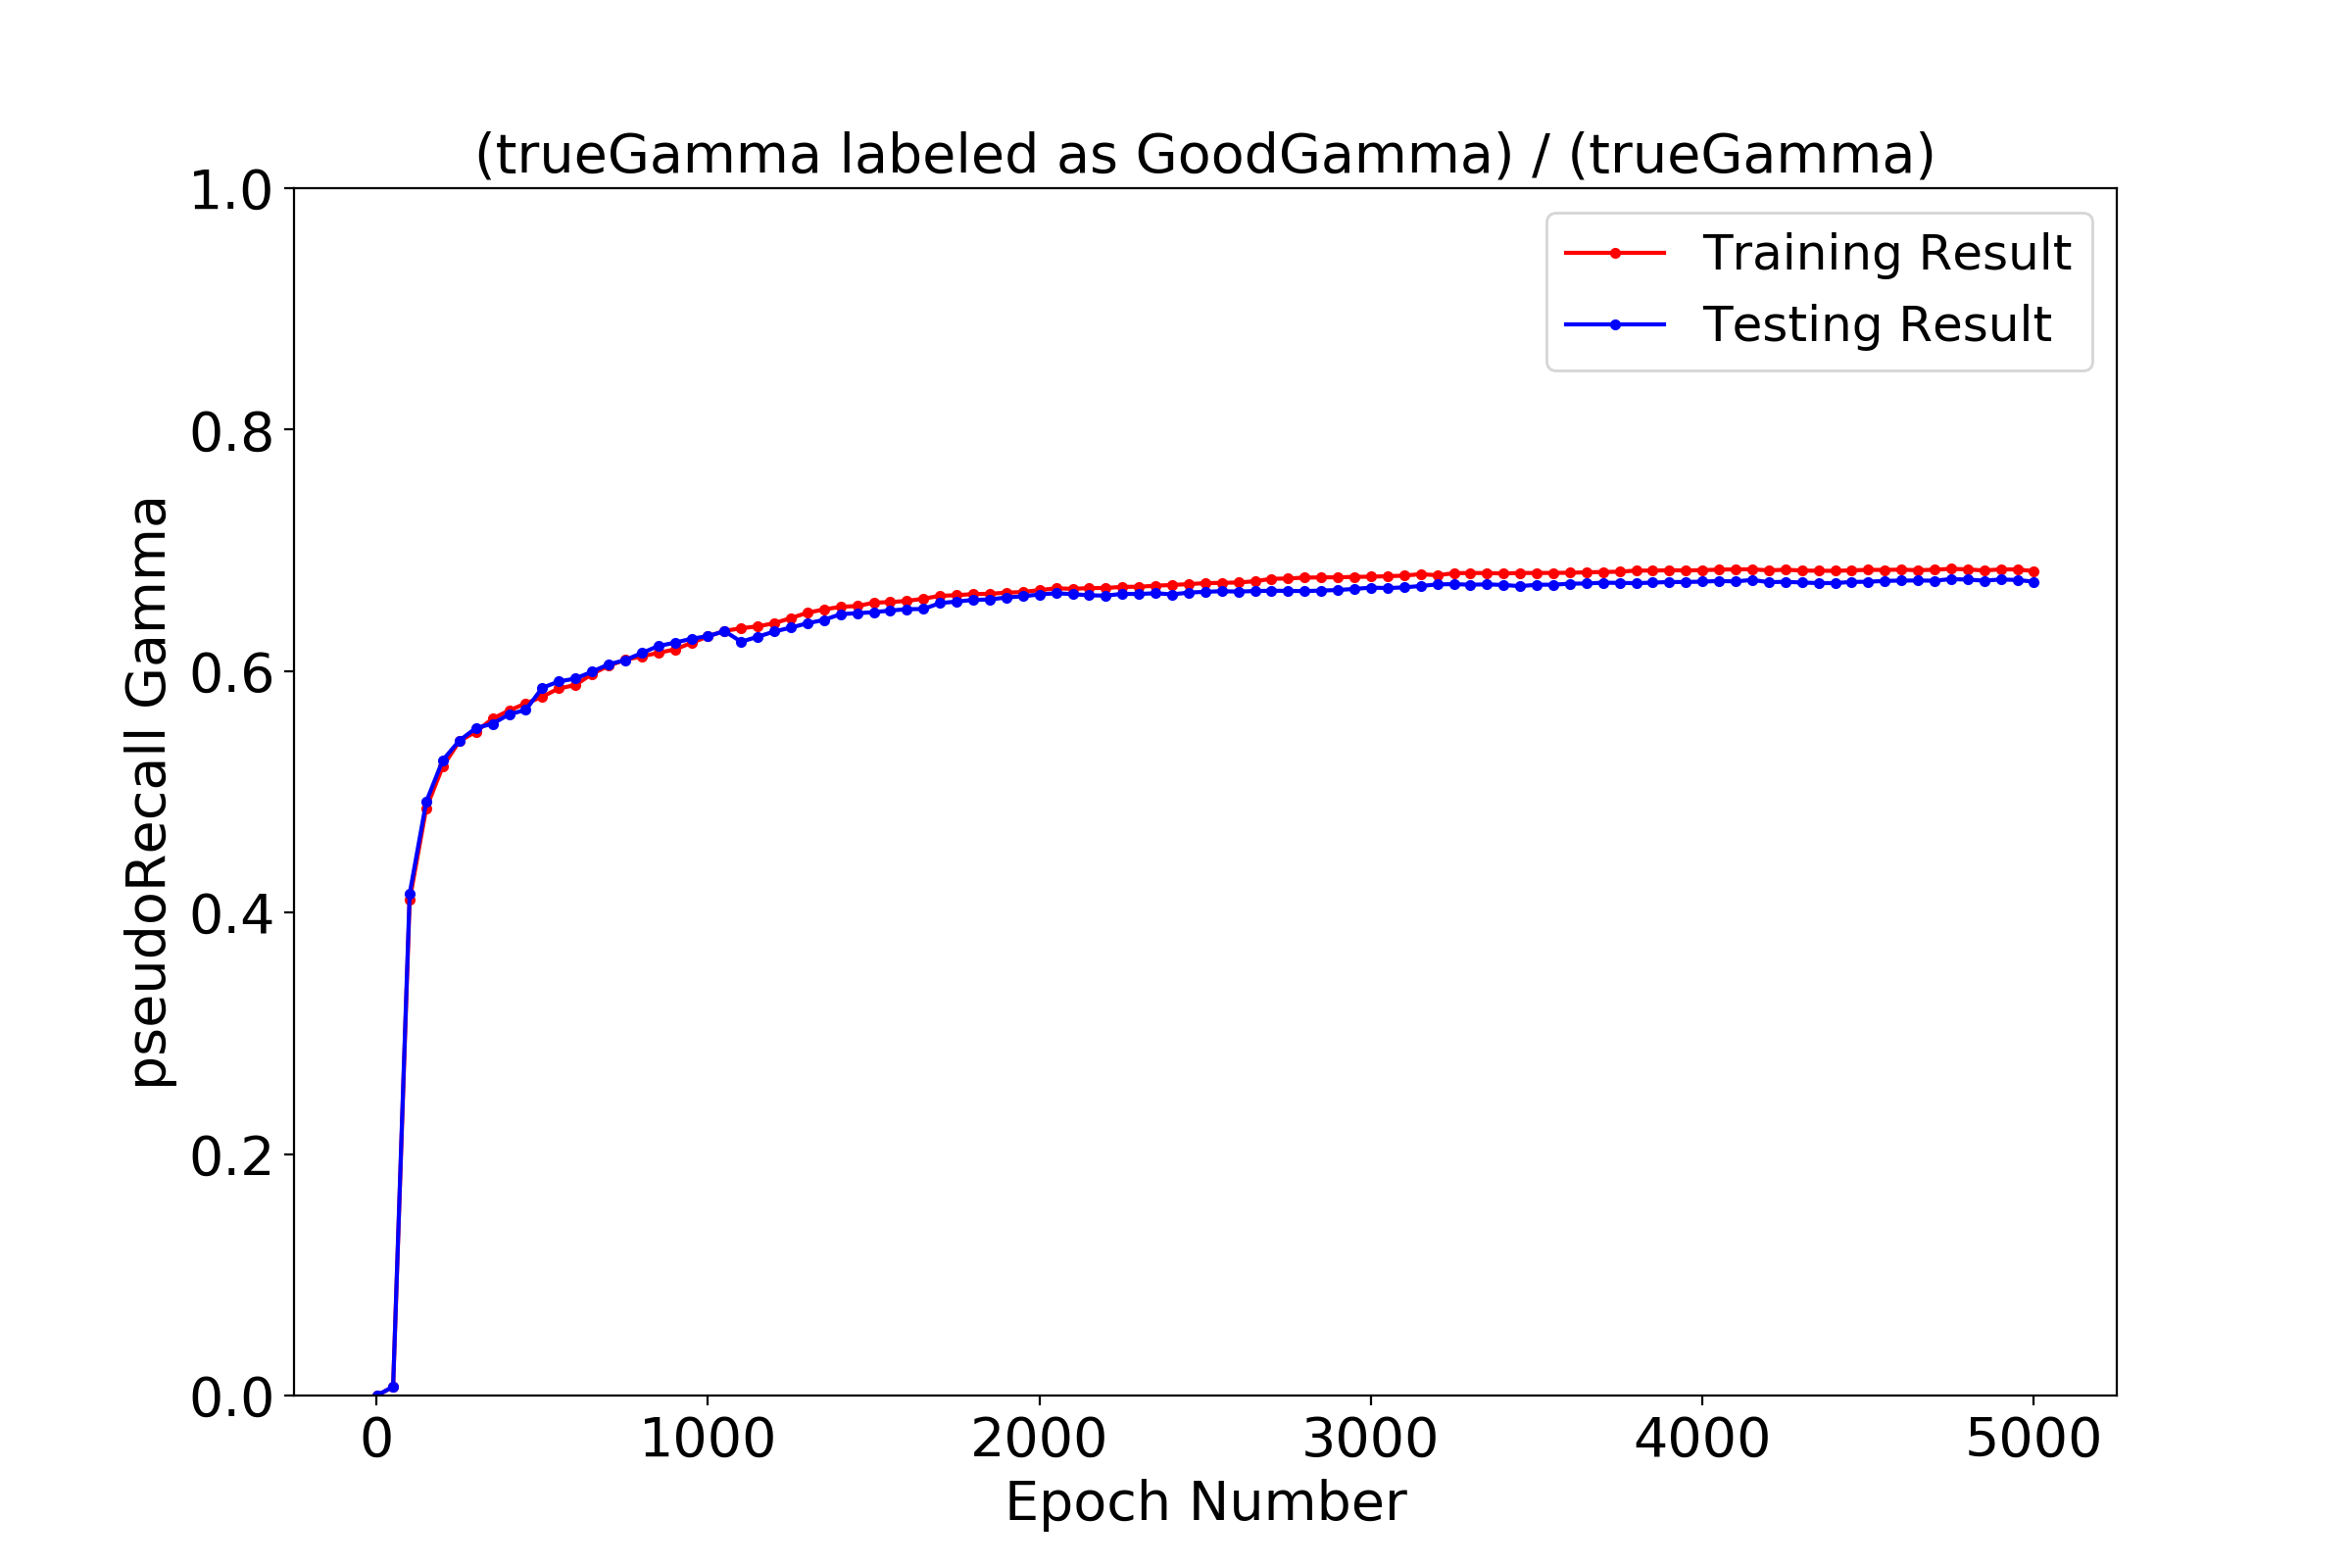 (trueGamma labeled as GoodGamma) / (trueGamma)
1.0
0.8
0.6
0.4
0.2
0.0
pseudoRecall Gamma
Training Result
Testing Result
0 1000 2000 3000 4000 5000
Epoch Number